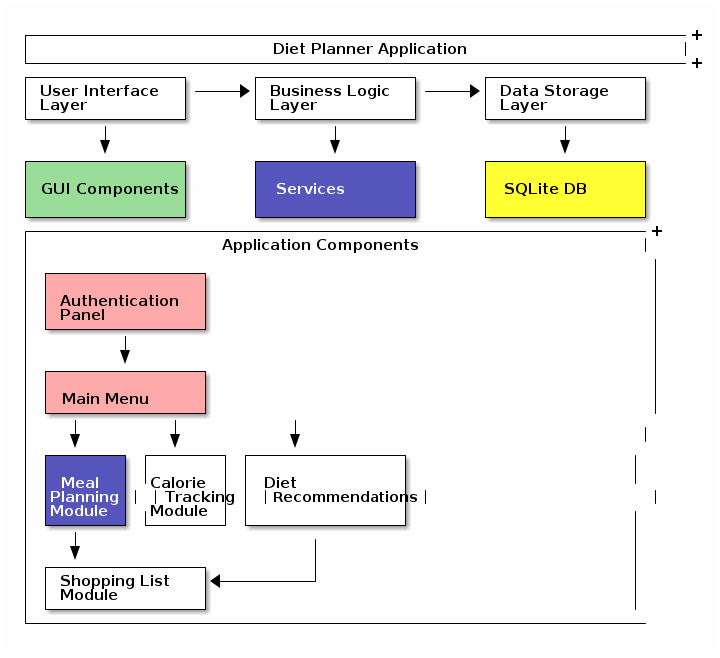 Diet Planner Application
User Interface
Layer
Business Logic
Layer
Data Storage
Layer
GUI Components
Services
SQLite DB
Application Components
Authentication
Panel
Main Menu
Meal
Planning
Module
Calorie
Tracking
Module
Diet
Recommendations
Shopping List
Module